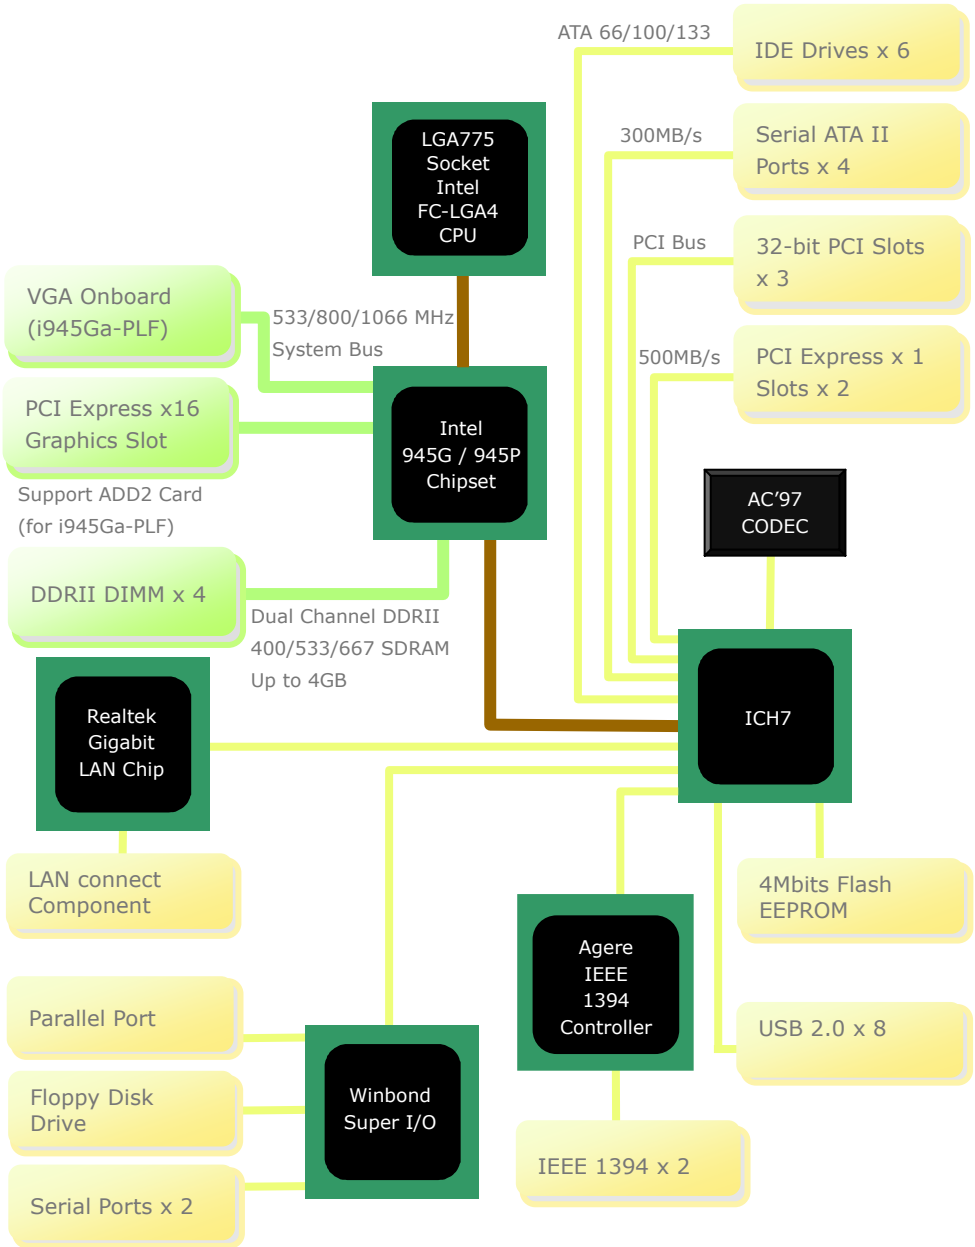 ATA 66/100/133
IDE Drives x 6
LGA775
Socket
Intel
FC-LGA4
CPU
300MB/s
Serial ATA II
Ports x 4
PCI Bus
32-bit PCI Slots
x 3
VGA Onboard
(i945Ga-PLF)
533/800/1066 MHz
System Bus
500MB/s
PCI Express x 1
Slots x 2
PCI Express x16
Graphics Slot
Intel
945G / 945P
Chipset
Support ADD2 Card
(for i945Ga-PLF)
AC’97
CODEC
DDRII DIMM x 4
Dual Channel DDRII
400/533/667 SDRAM
Up to 4GB
Realtek
Gigabit
LAN Chip
ICH7
LAN connect
Component
4Mbits Flash
EEPROM
Agere
IEEE
1394
Controller
Parallel Port
USB 2.0 x 8
Floppy Disk
Drive
Winbond
Super I/O
IEEE 1394 x 2
Serial Ports x 2